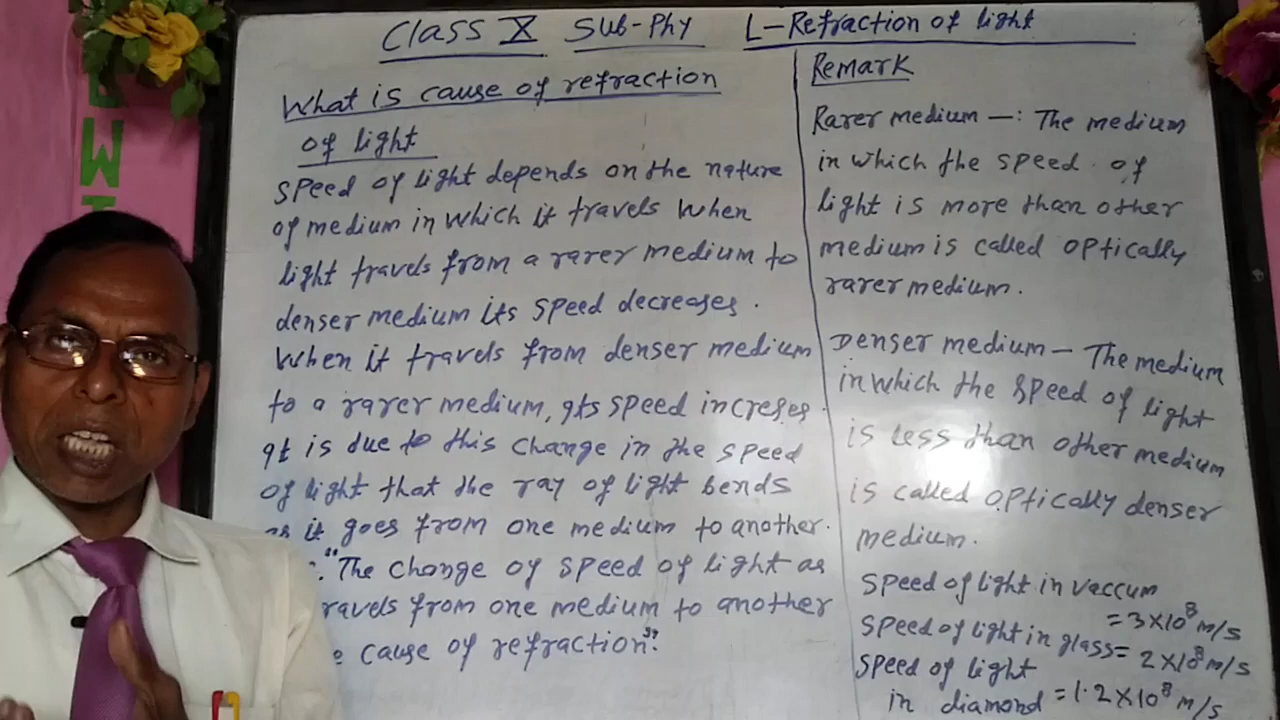 Class X Sub-Phy L-Refraction of light
What is cause of refraction
of light
Speed of light depends on the nature
of medium in which it travels when
light travels from a rarer medium to
denser medium its speed decreases.
When it travels from denser medium
to a rarer medium, its speed increses.
It is due to this change in the speed
of light that the ray of light bends
as it goes from one medium to another.
"The change of speed of light as
ravels from one medium to another
e cause of refraction".
Remark
Rarer medium —: The medium
in which the speed of
light is more than other
medium is called optically
rarer medium.
Denser medium — The medium
in which the speed of light
is less than other medium
is called optically denser
medium.
Speed of light in vaccum
= 3×10⁸ m/s
Speed of light in glass = 2×10⁸ m/s
Speed of light
in diamond = 1.2×10⁸ m/s
W